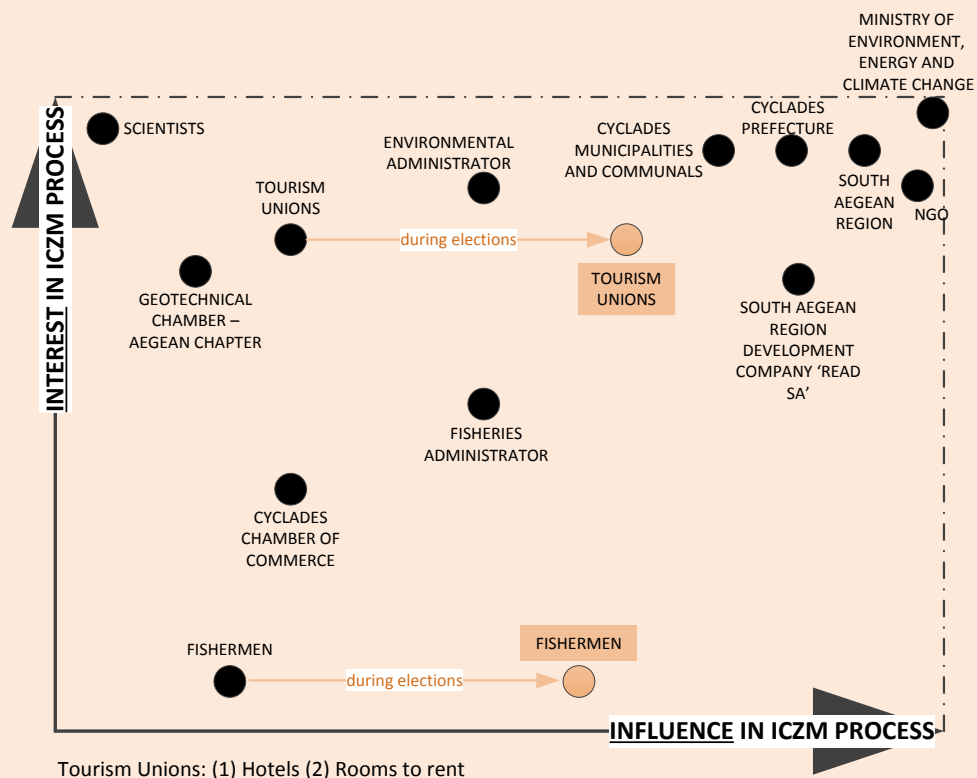 MINISTRY OF
ENVIRONMENT,
ENERGY AND
CLIMATE CHANGE
INTEREST IN ICZM PROCESS
SCIENTISTS
ENVIRONMENTAL
ADMINISTRATOR
CYCLADES
MUNICIPALITIES
AND COMMUNALS
CYCLADES
PREFECTURE
SOUTH
AEGEAN
REGION
NGO
TOURISM
UNIONS
during elections
TOURISM
UNIONS
GEOTECHNICAL
CHAMBER –
AEGEAN CHAPTER
SOUTH AEGEAN
REGION
DEVELOPMENT
COMPANY ‘READ
SA’
FISHERIES
ADMINISTRATOR
CYCLADES
CHAMBER OF
COMMERCE
FISHERMEN
during elections
FISHERMEN
INFLUENCE IN ICZM PROCESS
Tourism Unions: (1) Hotels (2) Rooms to rent